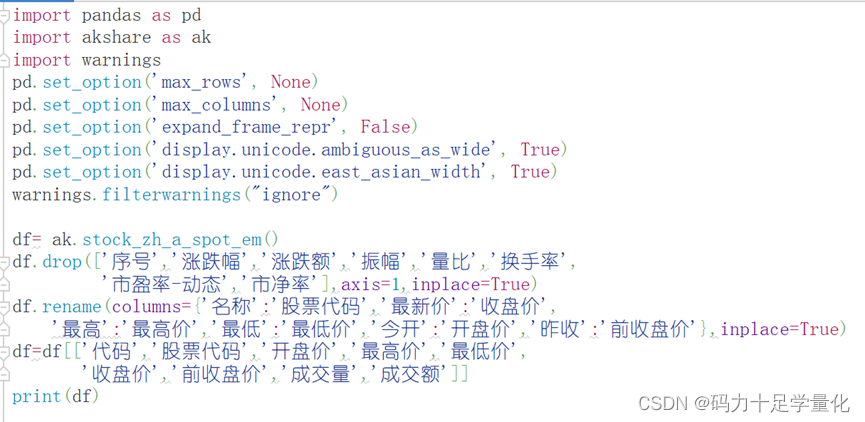 import pandas as pd
import akshare as ak
import warnings
pd.set_option('max_rows', None)
pd.set_option('max_columns', None)
pd.set_option('expand_frame_repr', False)
pd.set_option('display.unicode.ambiguous_as_wide', True)
pd.set_option('display.unicode.east_asian_width', True)
warnings.filterwarnings("ignore")
df= ak.stock_zh_a_spot_em()
df.drop(['序号','涨跌幅','涨跌额','振幅','量比','换手率',
'市盈率-动态','市净率'],axis=1,inplace=True)
df.rename(columns={'名称':'股票代码','最新价':'收盘价',
'最高':'最高价','最低':'最低价','今开':'开盘价','昨收':'前收盘价'},inplace=True)
df=df[['代码','股票代码','开盘价','最高价','最低价',
'收盘价','前收盘价','成交量','成交额']]
print(df)
CSDN @码力十足学量化